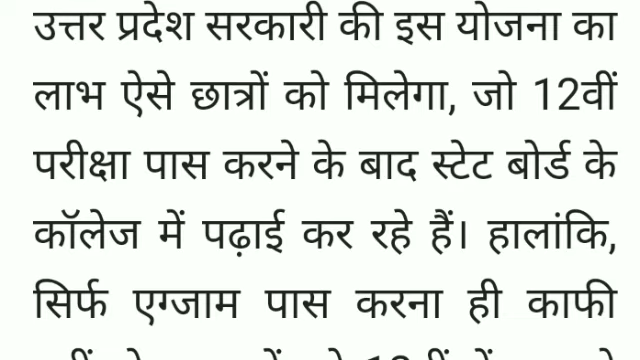 उत्तर प्रदेश सरकारी की इस योजना का
लाभ ऐसे छात्रों को मिलेगा, जो 12वीं
परीक्षा पास करने के बाद स्टेट बोर्ड के
कॉलेज में पढ़ाई कर रहे हैं। हालांकि,
सिर्फ एग्जाम पास करना ही काफी